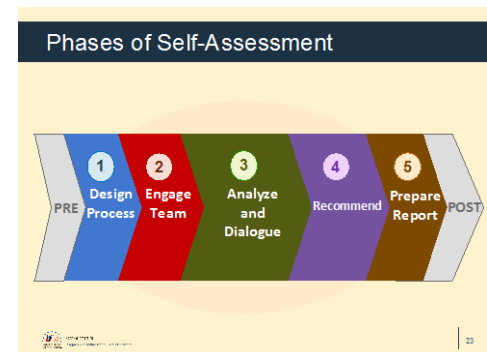 Phases of Self-Assessment
PRE
1
Design
Process
2
Engage
Team
3
Analyze
and
Dialogue
4
Recommend
5
Prepare
Report
POST
23